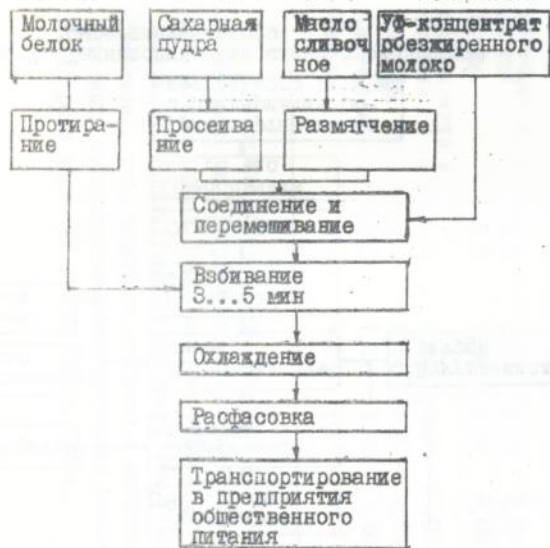 Молочный
белок
Сахарная
пудра
Масло
сливоч-
ное
УФ-концентрат
обезжиренного
молоко
Протира-
ние
Просеива-
ние
Размягчение
Соединение и
перемешивание
Взбивание
3...5 мин
Охлаждение
Расфасовка
Транспортирование
в предприятия
общественного
питания